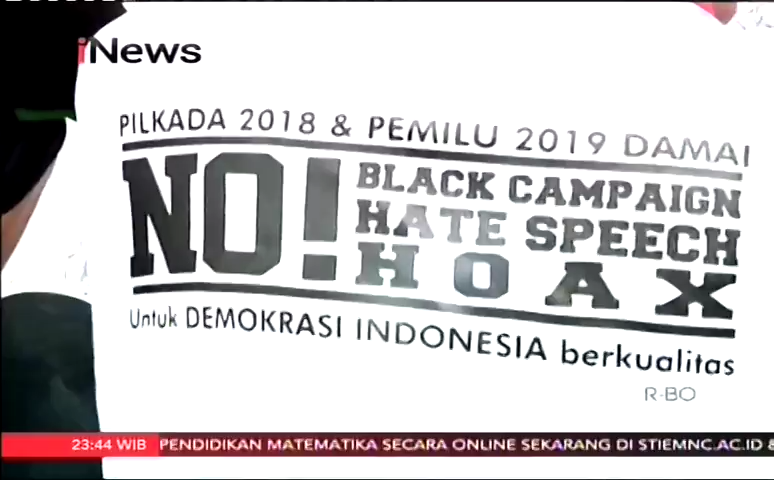 iNews
PILKADA 2018 & PEMILU 2019 DAMAI
NO! BLACK CAMPAIGN
HATE SPEECH
HOAX
Untuk DEMOKRASI INDONESIA berkualitas
R-BO
23:44 WIB PENDIDIKAN MATEMATIKA SECARA ONLINE SEKARANG DI STIEMNC.AC.ID &